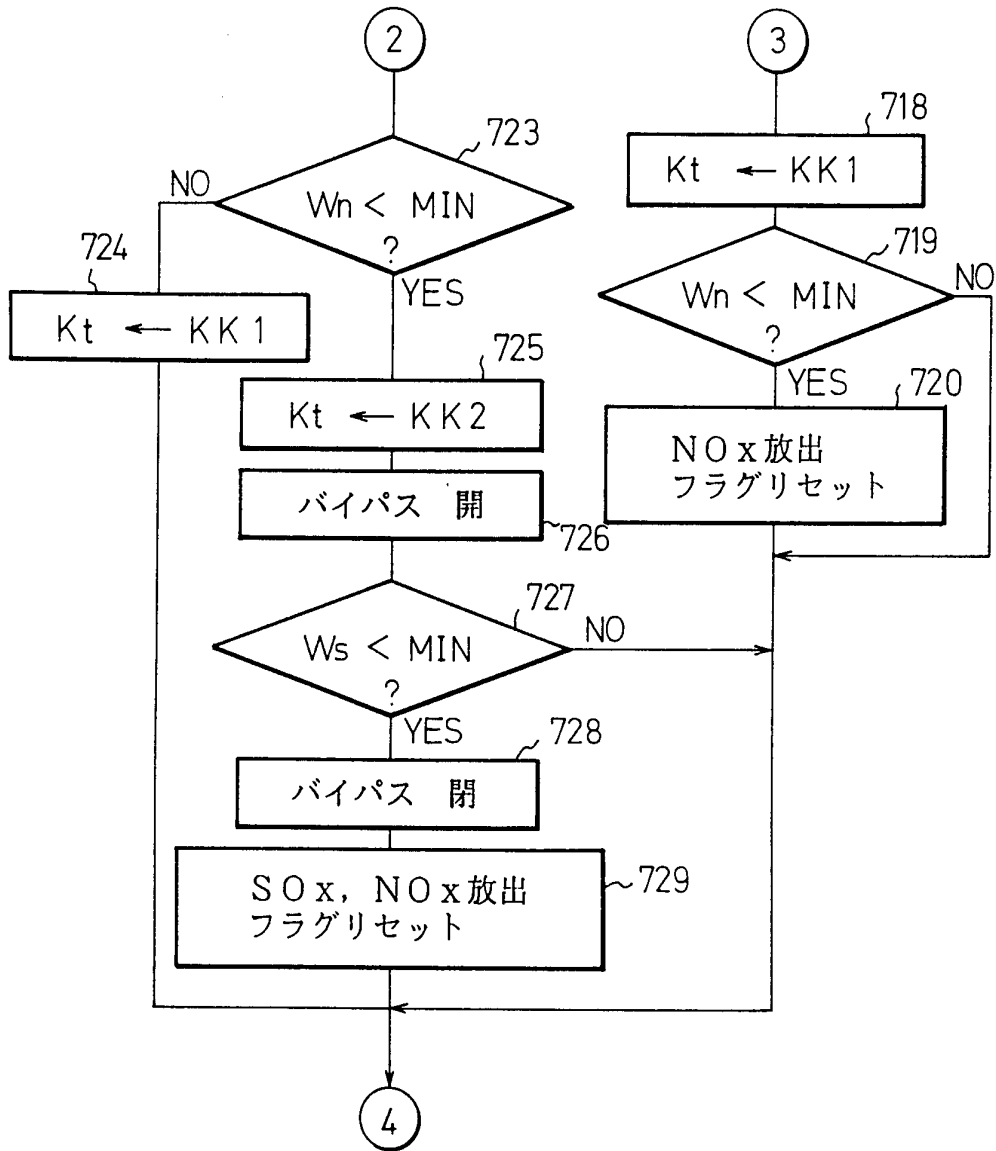 2
723
Wn < MIN
?
NO
YES
724
Kt ← KK1
725
Kt ← KK2
バイパス 開
726
727
Ws < MIN
?
NO
YES
728
バイパス 閉
SOx, NOx放出
フラグリセット
729
3
718
Kt ← KK1
719
Wn < MIN
?
NO
YES
720
NOx放出
フラグリセット
4